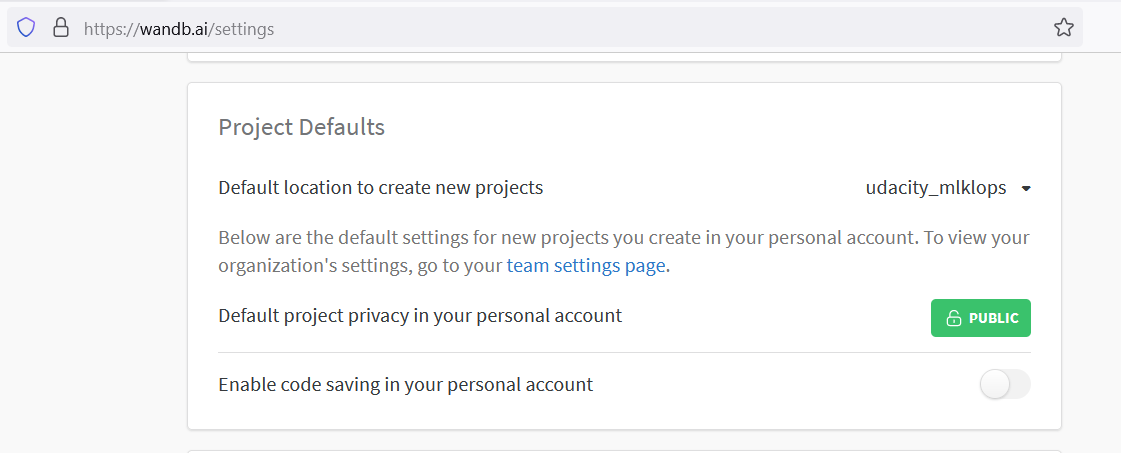 https://wandb.ai/settings
Project Defaults
Default location to create new projects udacity_mlklops
Below are the default settings for new projects you create in your personal account. To view your
organization's settings, go to your team settings page.
Default project privacy in your personal account PUBLIC
Enable code saving in your personal account